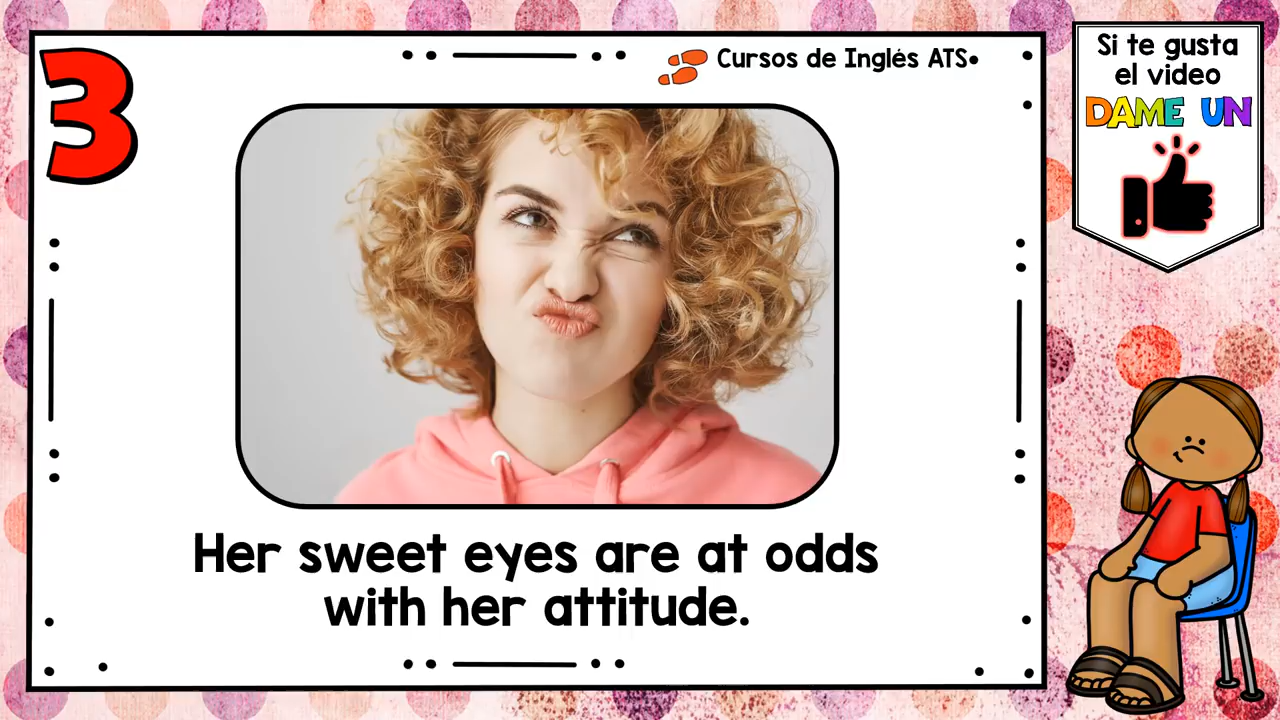 3
Cursos de Inglés ATS•
Si te gusta
el video
DAME UN
Her sweet eyes are at odds
with her attitude.